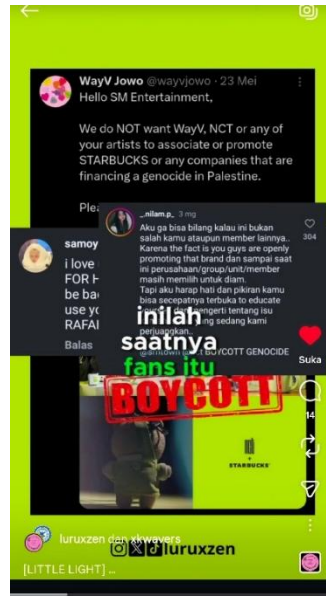 WayV Jowo @wayvjowo · 23 Mei
Hello SM Entertainment,
We do NOT want WayV, NCT or any of
your artists to associate or promote
STARBUCKS or any companies that are
financing a genocide in Palestine.
Plea
_.nilam.p_ 3 mg
Aku ga bisa bilang kalau ini bukan
salah kamu ataupun member lainnya..
Karena the fact is you guys are openly
promoting that brand dan sampai saat
ini perusahaan/group/unit/member
masih memilih untuk diam.
Tapi aku harap hati dan pikiran kamu
bisa secepatnya terbuka to educate
ngerti tentang isu
ng sedang kami
perjuangkan..
BOYCOTT GENOCIDE
304
samoy
i love
FOR H
be ba
use yo
RAFAI
Balas
inilah
saatnya
fans itu
BOYCOTT
Suka
14
STARBUCKS
luruxzen dan xkwavers
luruxzen
[LITTLE LIGHT] ...